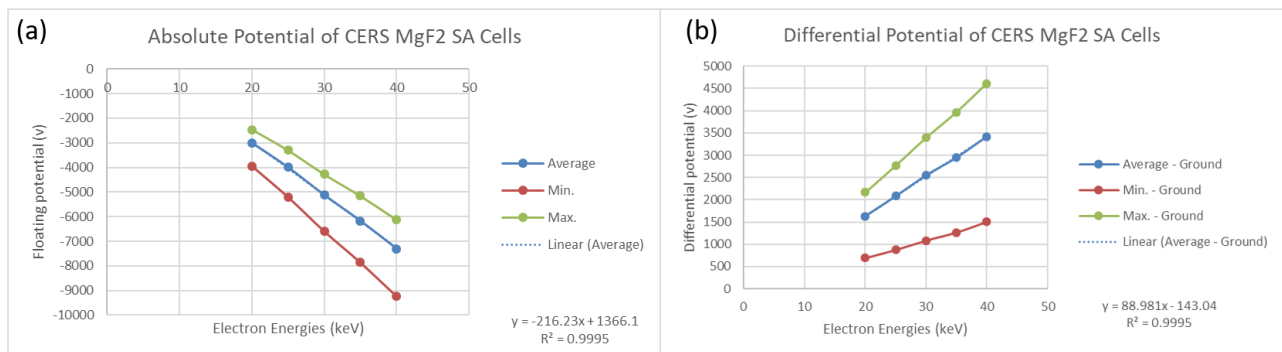 (a)
Absolute Potential of CERS MgF2 SA Cells
0
0
10
20
30
40
50
-1000
-2000
-3000
-4000
-5000
-6000
-7000
-8000
-9000
-10000
Floating potential (v)
Electron Energies (keV)
Average
Min.
Max.
Linear (Average)
y = -216.23x + 1366.1
R² = 0.9995
(b)
Differential Potential of CERS MgF2 SA Cells
5000
4500
4000
3500
3000
2500
2000
1500
1000
500
0
0
10
20
30
40
50
Differential potential (v)
Electron Energies (keV)
Average - Ground
Min. - Ground
Max. - Ground
Linear (Average - Ground)
y = 88.981x - 143.04
R² = 0.9995